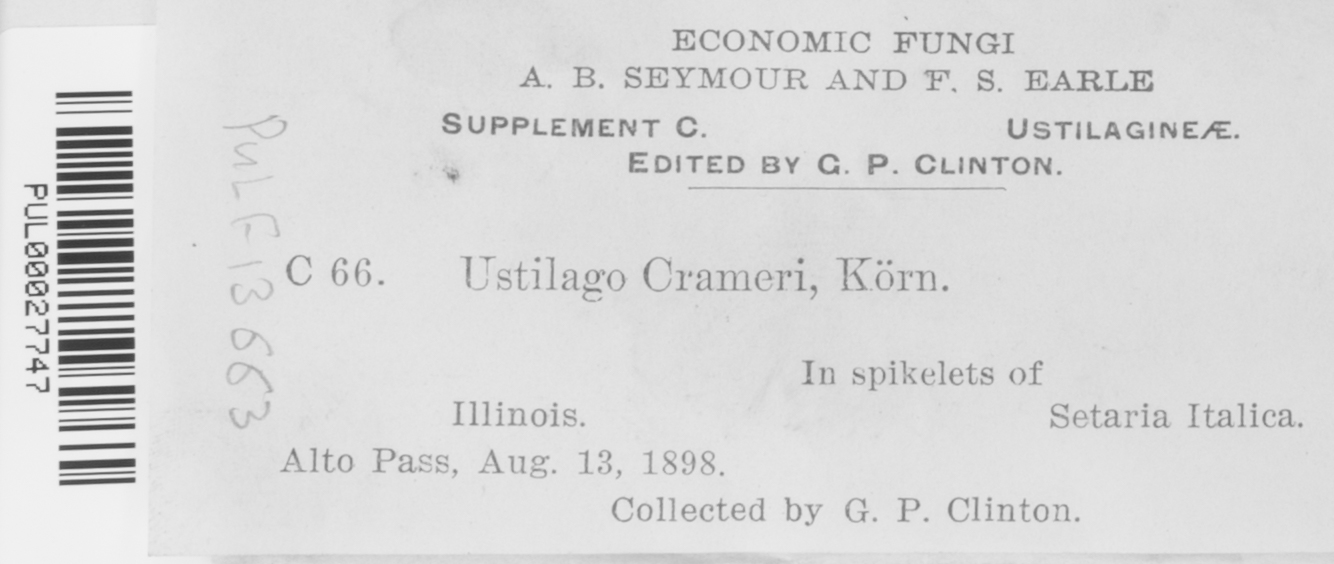 ECONOMIC FUNGI
A. B. SEYMOUR AND F. S. EARLE
SUPPLEMENT C. USTILAGINEÆ.
EDITED BY G. P. CLINTON.
C 66. Ustilago Crameri, Körn.
In spikelets of
Illinois. Setaria Italica.
Alto Pass, Aug. 13, 1898.
Collected by G. P. Clinton.
PUL F13663
PUL00027747